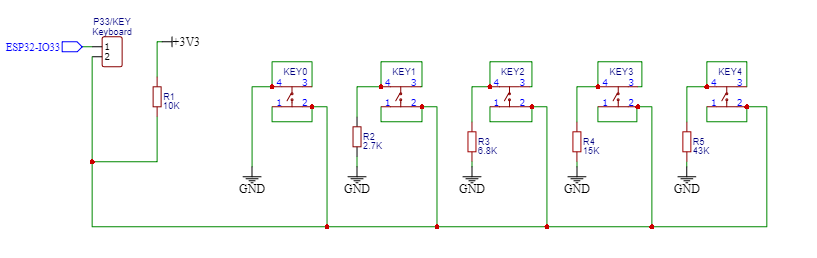 P33/KEY
Keyboard
ESP32-IO33
1
2
+3V3
R1
10K
KEY0
4 3
1 2
GND
KEY1
4 3
1 2
R2
2.7K
GND
KEY2
4 3
1 2
R3
6.8K
GND
KEY3
4 3
1 2
R4
15K
GND
KEY4
4 3
1 2
R5
43K
GND